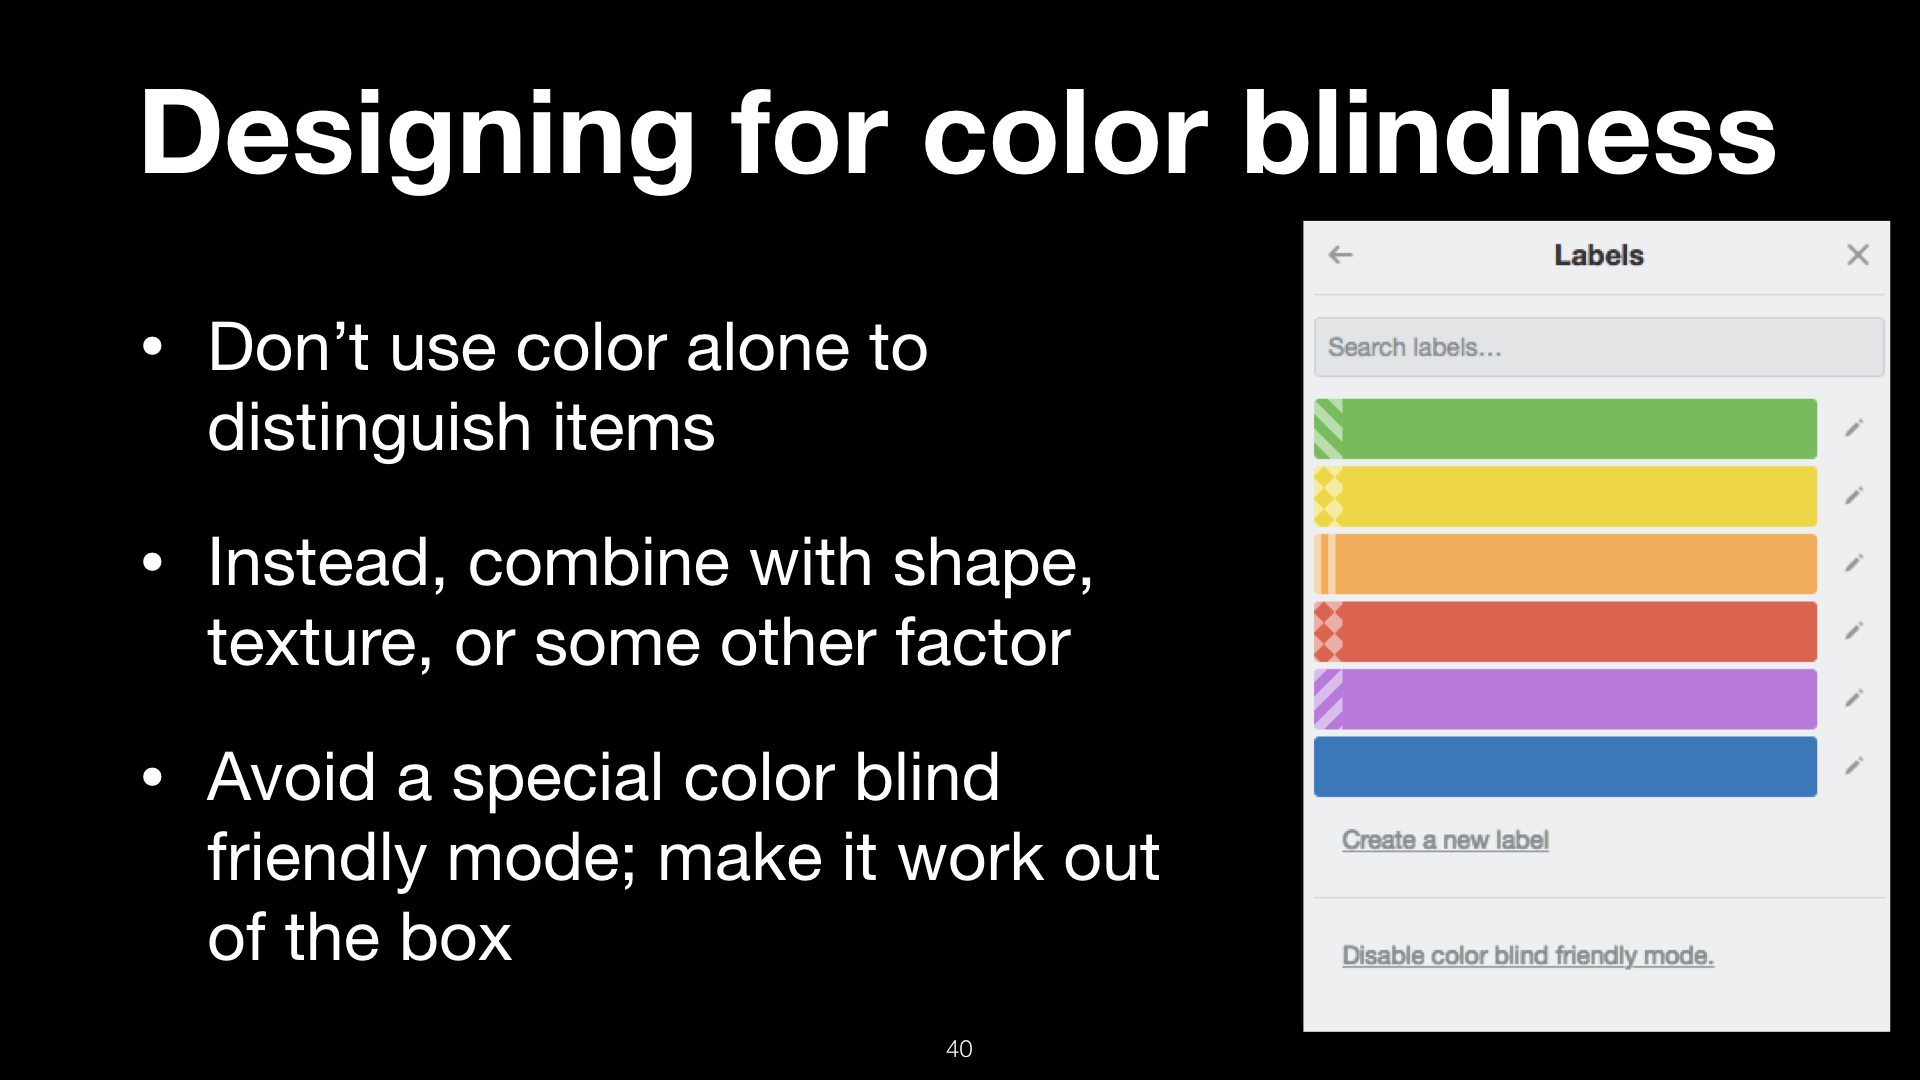 Designing for color blindness
• Don’t use color alone to
distinguish items
• Instead, combine with shape,
texture, or some other factor
• Avoid a special color blind
friendly mode; make it work out
of the box
Labels
Search labels...
Create a new label
Disable color blind friendly mode.
40